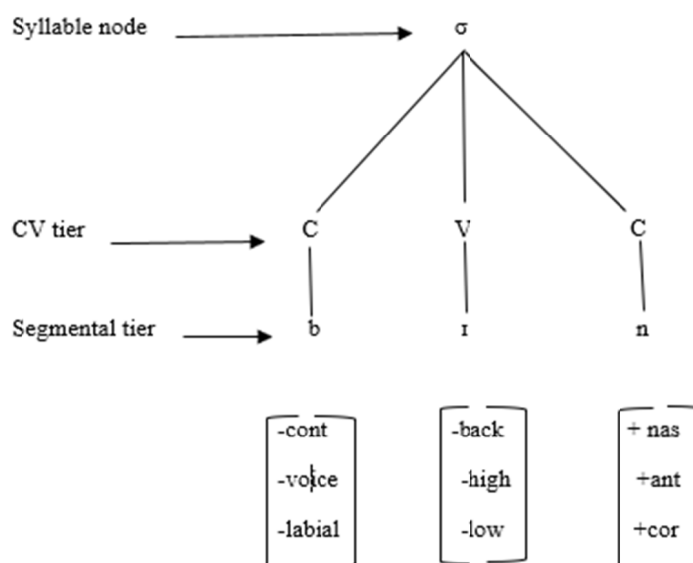 Syllable node σ
CV tier C V C
Segmental tier b ɪ n
-cont -back + nas
-voice -high +ant
-labial -low +cor